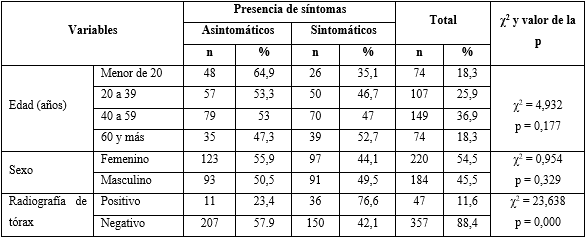 Variables Presencia de síntomas Total χ² y valor de la p
Asintomáticos Sintomáticos
n % n % n %
Edad (años) Menor de 20 48 64,9 26 35,1 74 18,3 χ² = 4,932 p = 0,177
20 a 39 57 53,3 50 46,7 107 25,9
40 a 59 79 53 70 47 149 36,9
60 y más 35 47,3 39 52,7 74 18,3
Sexo Femenino 123 55,9 97 44,1 220 54,5 χ² = 0,954 p = 0,329
Masculino 93 50,5 91 49,5 184 45,5
Radiografía de tórax Positivo 11 23,4 36 76,6 47 11,6 χ² = 23,638 p = 0,000
Negativo 207 57.9 150 42,1 357 88,4